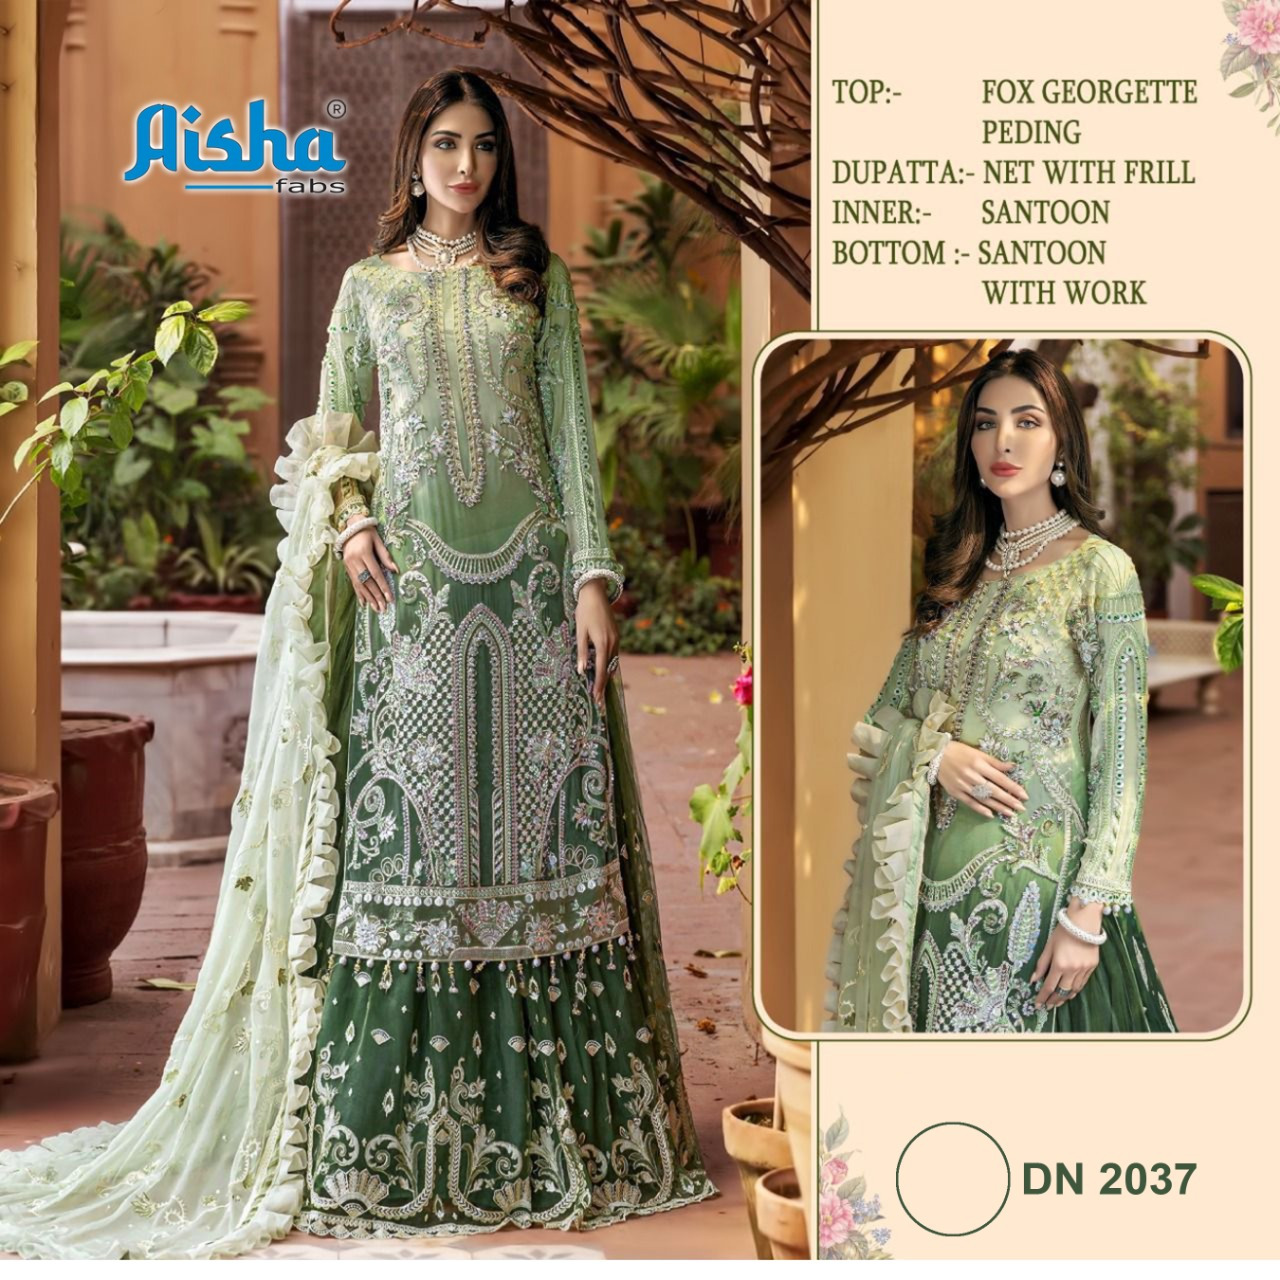 Aisha ®
fabs
TOP:- FOX GEORGETTE
PEDING
DUPATTA:- NET WITH FRILL
INNER:- SANTOON
BOTTOM :- SANTOON
WITH WORK
DN 2037